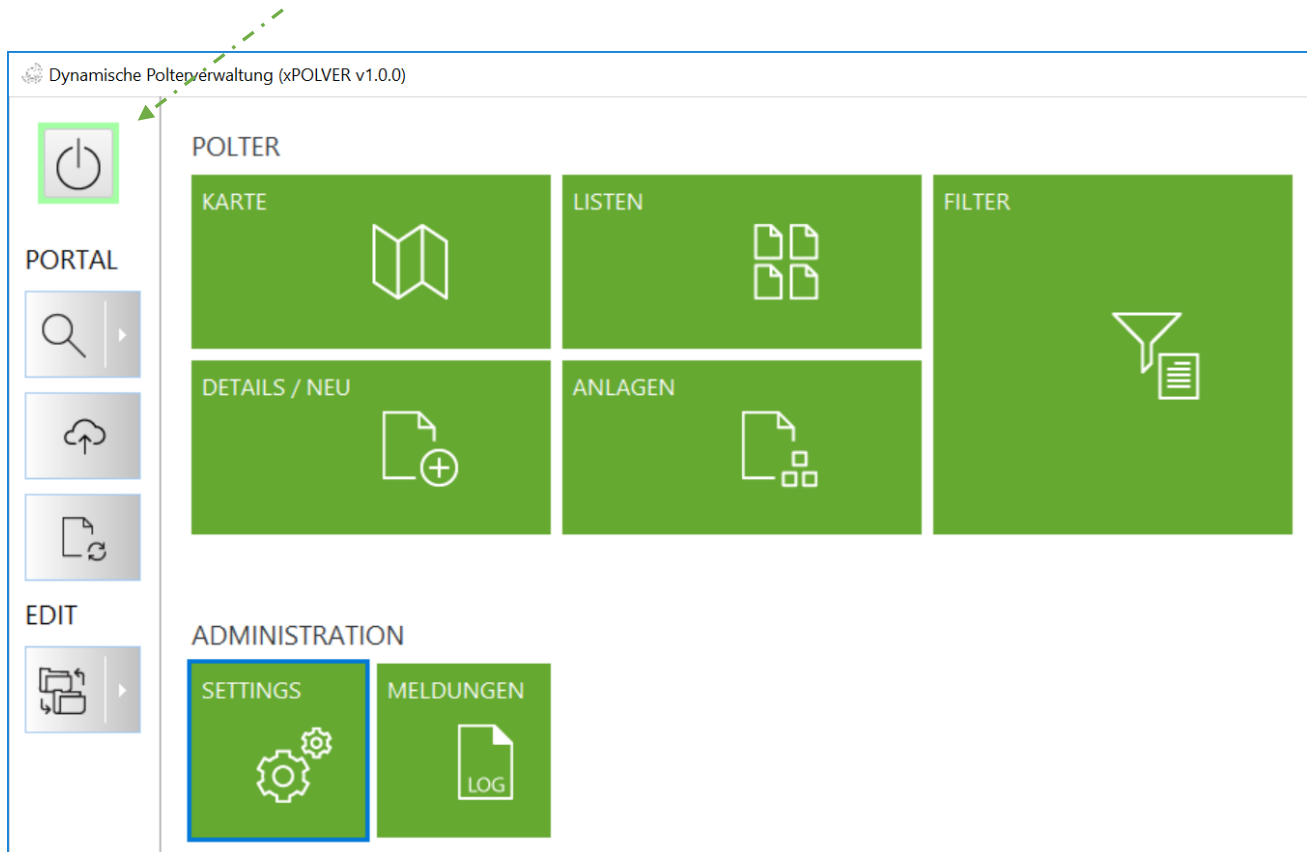 Dynamische Polterverwaltung (xPOLVER v1.0.0)
POLTER
KARTE
LISTEN
FILTER
PORTAL
DETAILS / NEU
ANLAGEN
EDIT
ADMINISTRATION
SETTINGS
MELDUNGEN
LOG